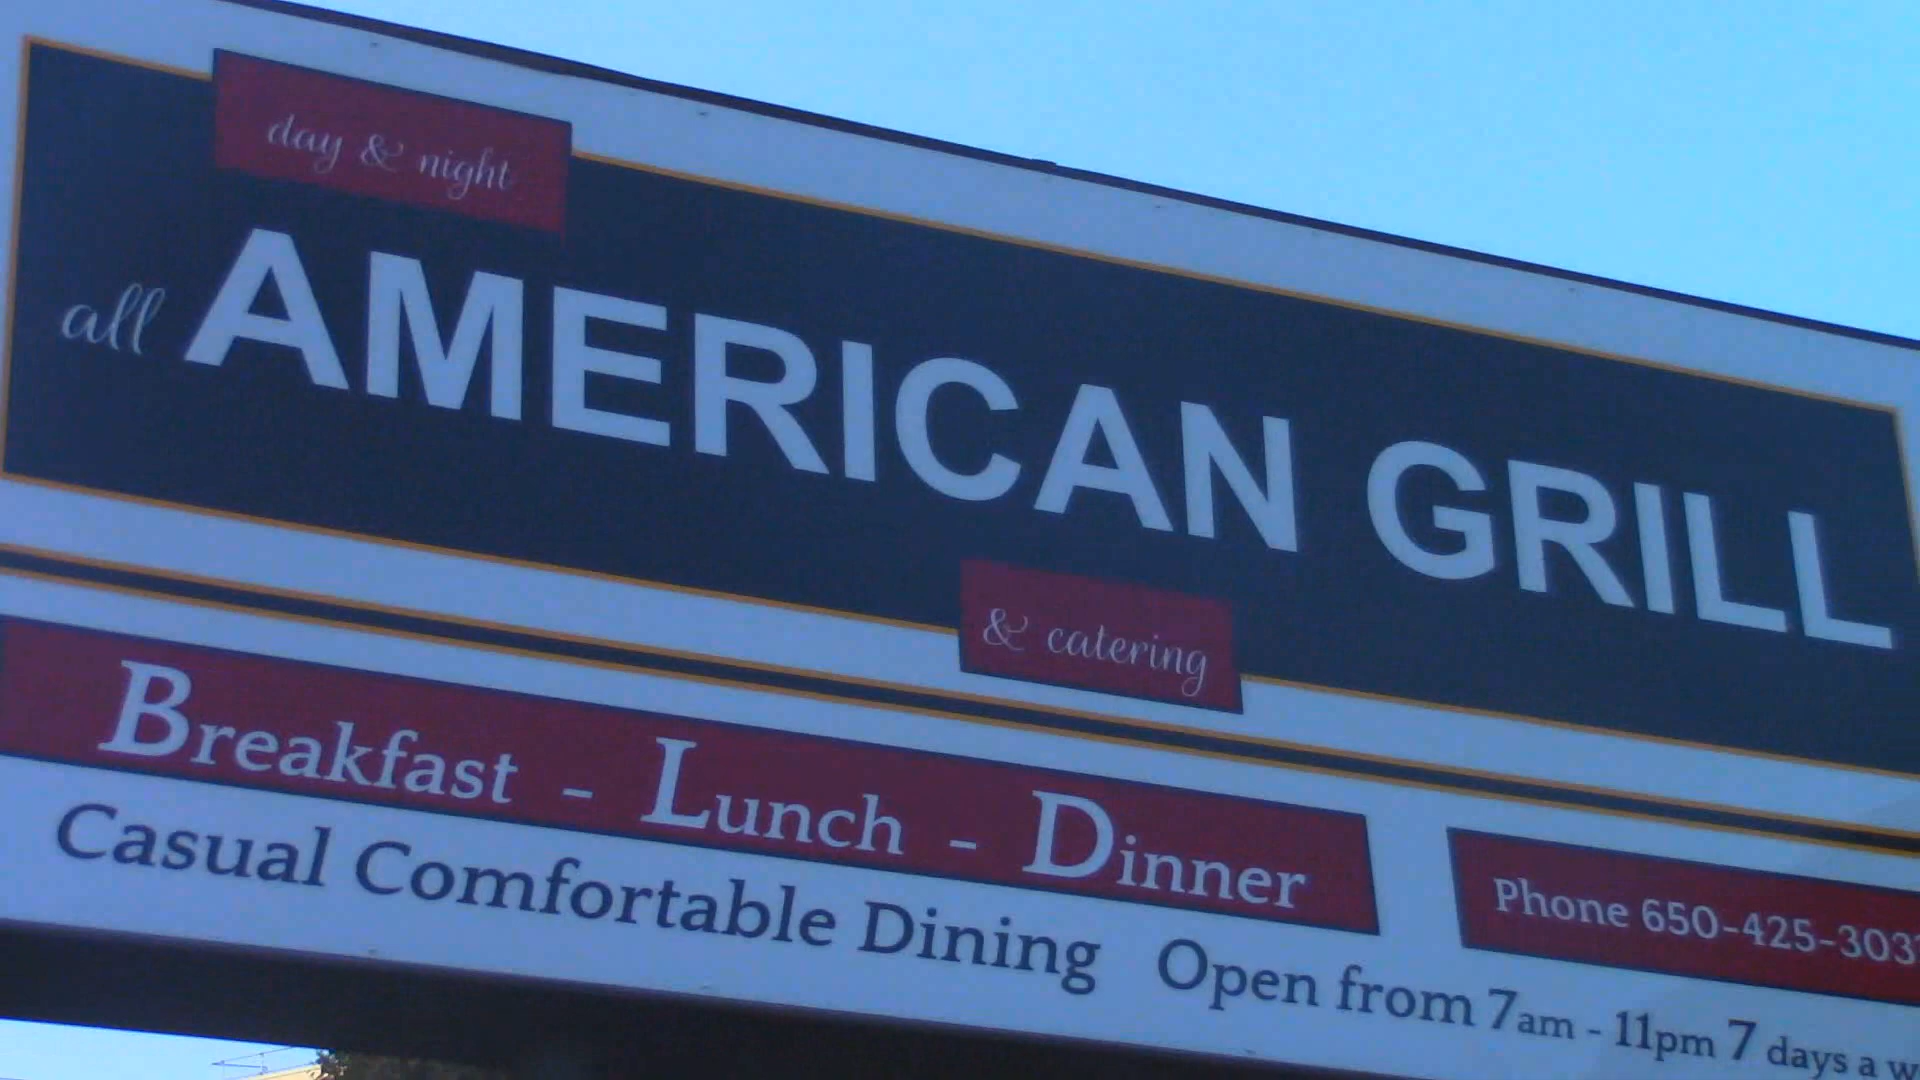 day & night
all AMERICAN GRILL
& catering
Breakfast - Lunch - Dinner
Phone 650-425-303
Casual Comfortable Dining Open from 7am - 11pm 7 days a w